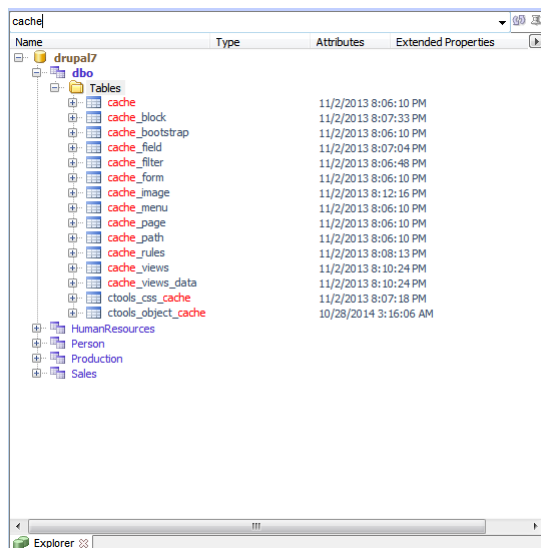 cache
Name Type Attributes Extended Properties
drupal7
dbo
Tables
cache 11/2/2013 8:06:10 PM
cache_block 11/2/2013 8:07:33 PM
cache_bootstrap 11/2/2013 8:06:10 PM
cache_field 11/2/2013 8:07:04 PM
cache_filter 11/2/2013 8:06:48 PM
cache_form 11/2/2013 8:06:10 PM
cache_image 11/2/2013 8:12:16 PM
cache_menu 11/2/2013 8:06:10 PM
cache_page 11/2/2013 8:06:10 PM
cache_path 11/2/2013 8:06:10 PM
cache_rules 11/2/2013 8:08:13 PM
cache_views 11/2/2013 8:10:24 PM
cache_views_data 11/2/2013 8:10:24 PM
ctools_css_cache 11/2/2013 8:07:18 PM
ctools_object_cache 10/28/2014 3:16:06 AM
HumanResources
Person
Production
Sales
Explorer